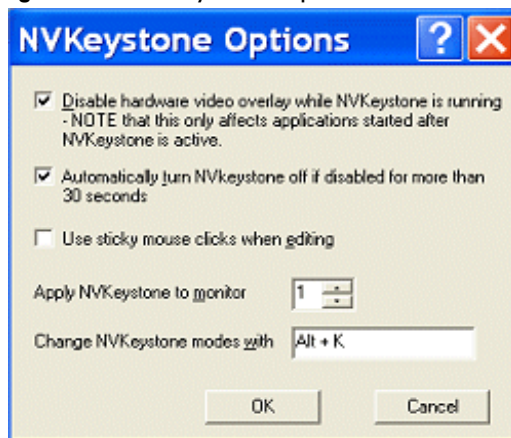 NVKeystone Options
Disable hardware video overlay while NVKeystone is running
- NOTE that this only affects applications started after
NVKeystone is active.
Automatically turn NVkeystone off if disabled for more than
30 seconds
Use sticky mouse clicks when editing
Apply NVKeystone to monitor 1
Change NVKeystone modes with Alt + K
OK Cancel